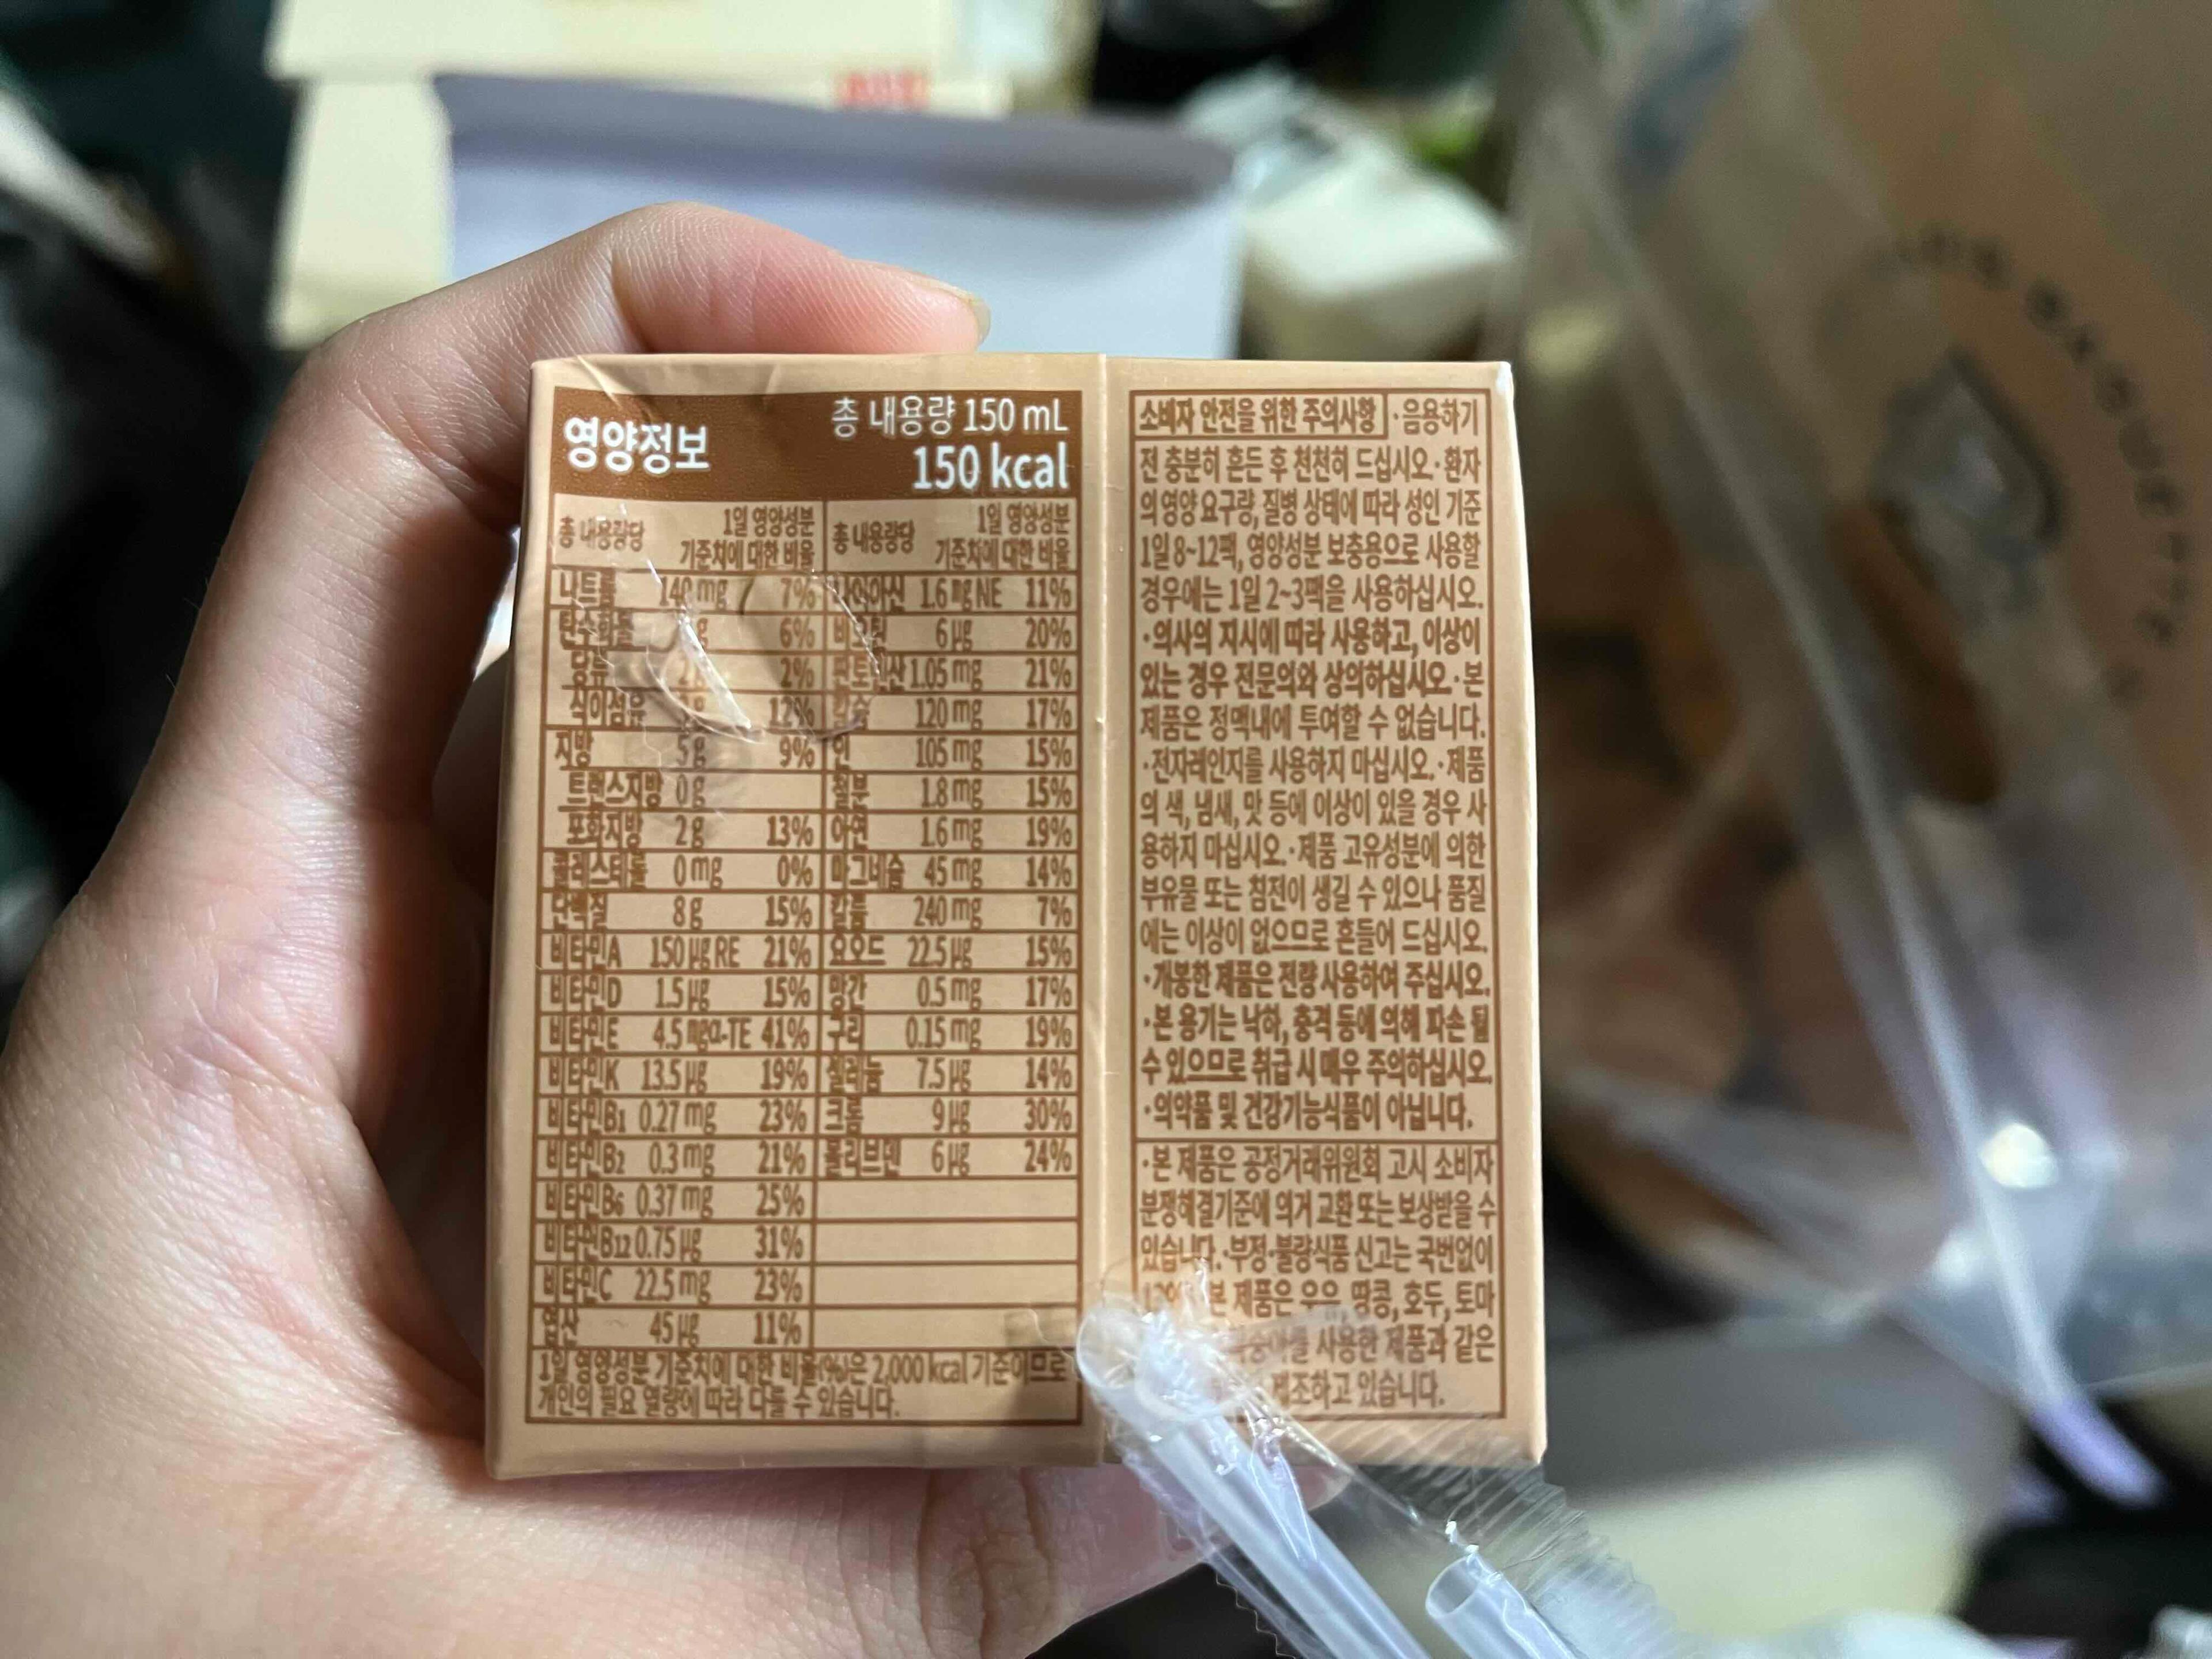 영양정보
총 내용량 150 mL
150 kcal
총 내용량당 1일 영양성분 기준치에 대한 비율
총 내용량당 1일 영양성분 기준치에 대한 비율
나트륨 140 mg 7%
탄수화물 g 6%
당류 2% 
식이섬유 12%
지방 5 g 9%
트랜스지방 0 g
포화지방 2 g 13%
콜레스테롤 0 mg 0%
단백질 8 g 15%
비타민A 150 μg RE 21%
비타민D 1.5 μg 15%
비타민E 4.5 mgα-TE 41%
비타민K 13.5 μg 19%
비타민B1 0.27 mg 23%
비타민B2 0.3 mg 21%
비타민B6 0.37 mg 25%
비타민B12 0.75 μg 31%
비타민C 22.5 mg 23%
엽산 45 μg 11%
나이아신 1.6 mg NE 11%
비오틴 6 μg 20%
판토텐산 1.05 mg 21%
칼슘 120 mg 17%
인 105 mg 15%
철분 1.8 mg 15%
아연 1.6 mg 19%
마그네슘 45 mg 14%
칼륨 240 mg 7%
요오드 22.5 μg 15%
망간 0.5 mg 17%
구리 0.15 mg 19%
셀레늄 7.5 μg 14%
크롬 9 μg 30%
몰리브덴 6 μg 24%
1일 영양성분 기준치에 대한 비율(%)은 2,000 kcal 기준이므로
개인의 필요 열량에 따라 다를 수 있습니다.
소비자 안전을 위한 주의사항 ·음용하기
전 충분히 흔든 후 천천히 드십시오·환자
의 영양 요구량, 질병 상태에 따라 성인 기준
1일 8~12팩, 영양성분 보충용으로 사용할
경우에는 1일 2~3팩을 사용하십시오.
·의사의 지시에 따라 사용하고, 이상이
있는 경우 전문의와 상의하십시오.·본
제품은 정맥내에 투여할 수 없습니다.
·전자레인지를 사용하지 마십시오.·제품
의 색, 냄새, 맛 등에 이상이 있을 경우 사
용하지 마십시오.·제품 고유성분에 의한
부유물 또는 침전이 생길 수 있으나 품질
에는 이상이 없으므로 흔들어 드십시오.
·개봉한 제품은 전량 사용하여 주십시오.
·본 용기는 낙하, 충격 등에 의해 파손 될
수 있으므로 취급 시 매우 주의하십시오.
·의약품 및 건강기능식품이 아닙니다.
·본 제품은 공정거래위원회 고시 소비자
분쟁해결기준에 의거 교환 또는 보상받을 수
있습니다.·부정·불량식품 신고는 국번없이
본 제품은 우유, 땅콩, 호두, 토마
사용한 제품과 같은
제조하고 있습니다.